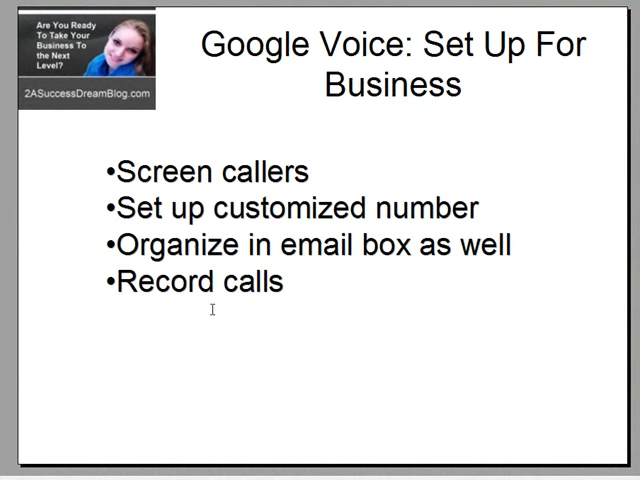 Are You Ready
To Take Your
Business To
the Next
Level?
2ASuccessDreamBlog.com
Google Voice: Set Up For
Business
•Screen callers
•Set up customized number
•Organize in email box as well
•Record calls